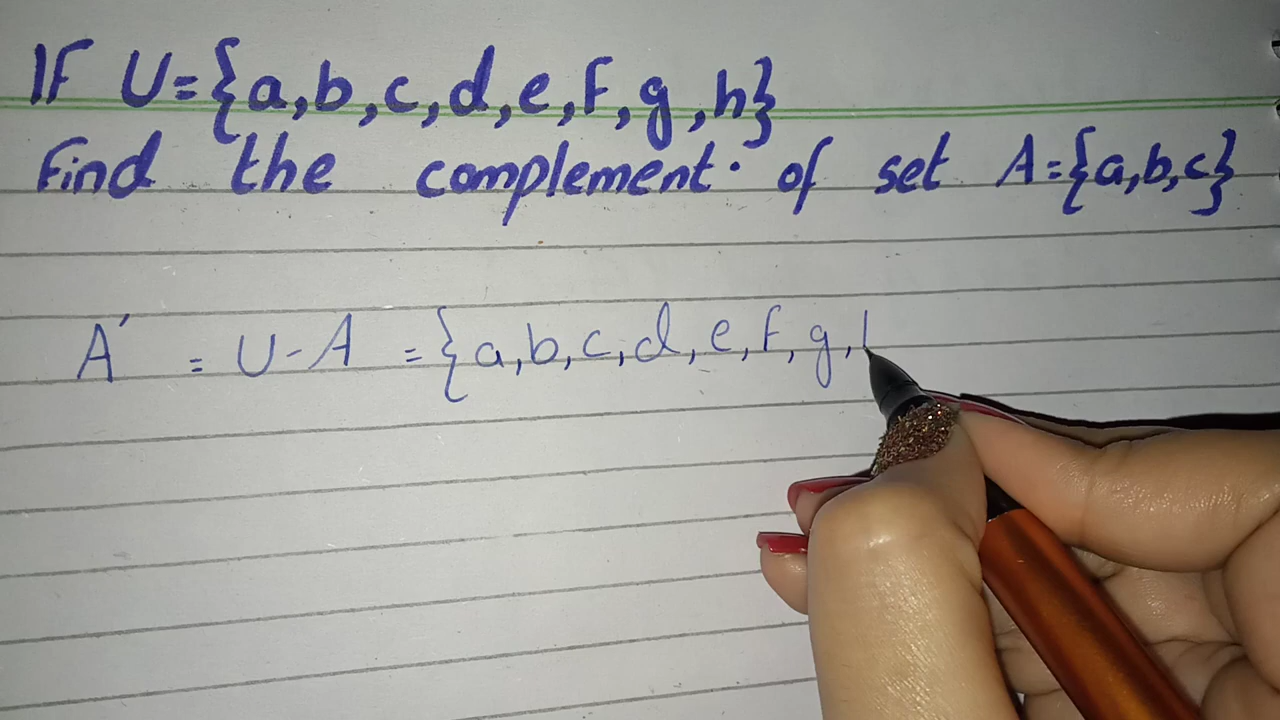 IF U={a,b,c,d,e,f,g,h}
Find the complement. of set A={a,b,c}
A' = U-A = {a,b,c,d,e,f,g,